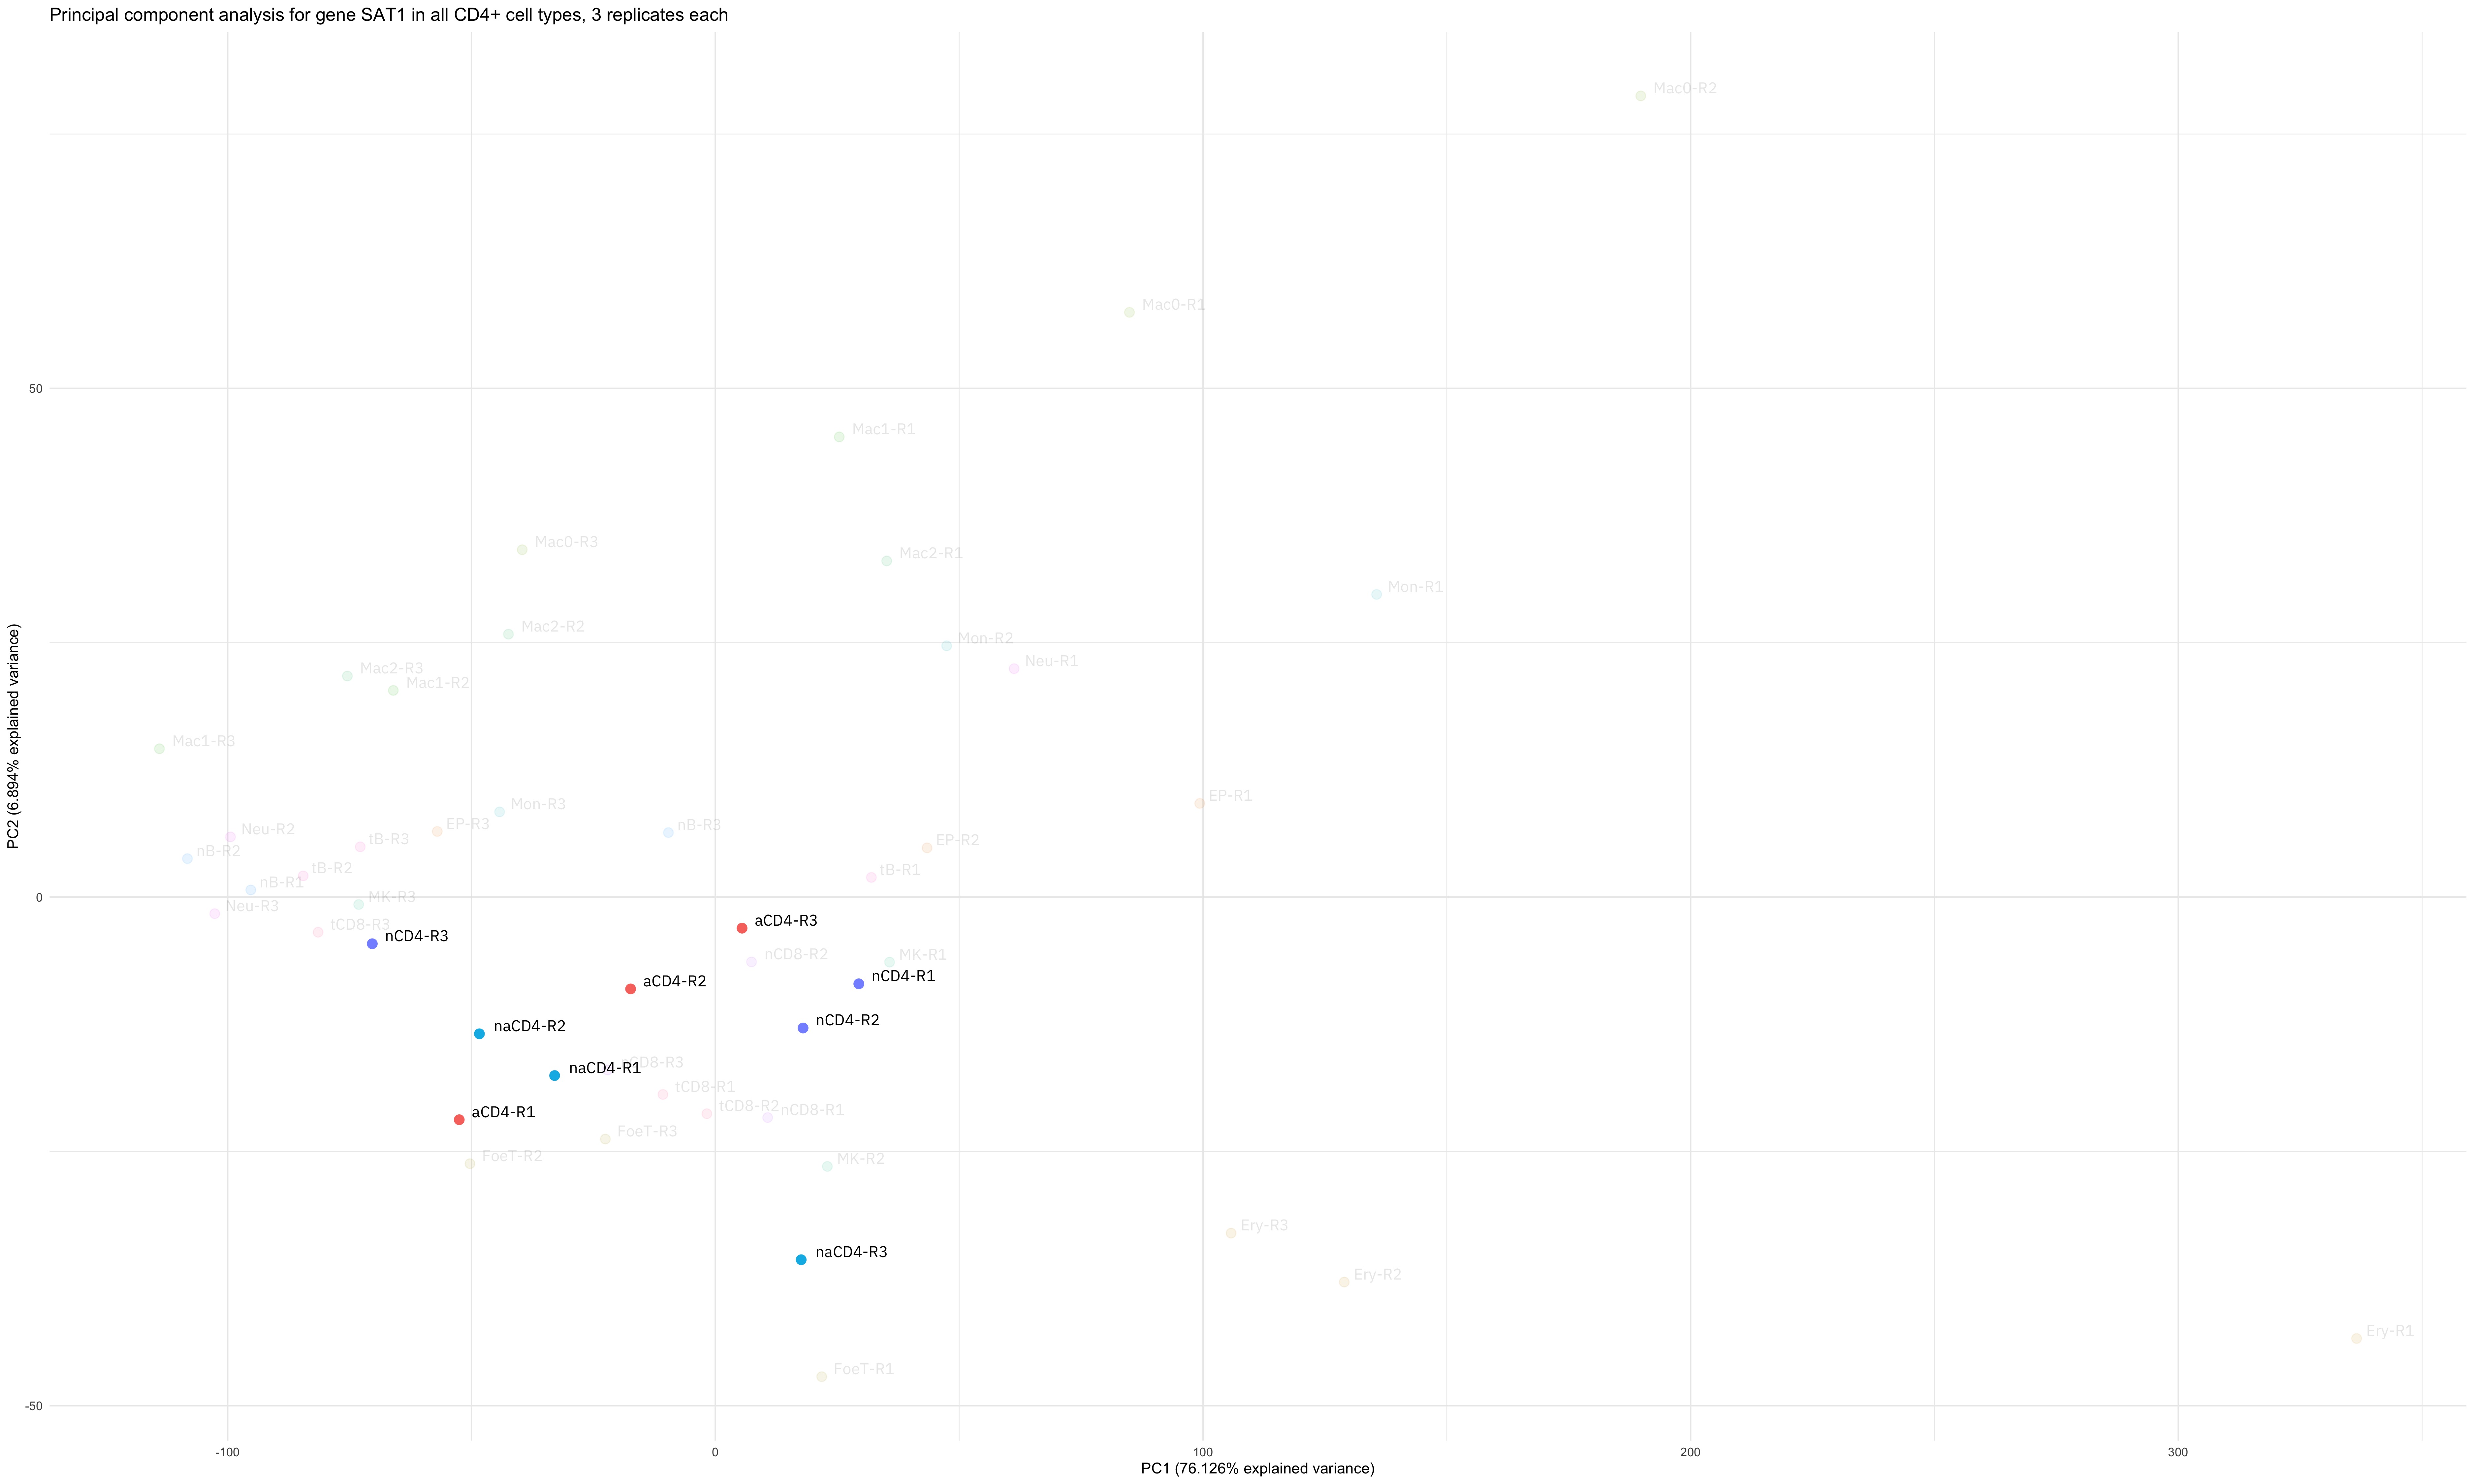 Principal component analysis for gene SAT1 in all CD4+ cell types, 3 replicates each
Mac0-R2
Mac0-R1
50
Mac1-R1
Mac0-R3
Mac2-R1
Mon-R1
Mac2-R2
Mon-R2
Neu-R1
Mac2-R3
Mac1-R2
Mac1-R3
PC2 (6.894% explained variance)
EP-R1
Mon-R3
EP-R3
nB-R3
Neu-R2
tB-R3
EP-R2
nB-R2
tB-R2
tB-R1
nB-R1
0
MK-R3
Neu-R3
aCD4-R3
tCD8-R3
nCD4-R3
nCD8-R2
MK-R1
nCD4-R1
aCD4-R2
nCD4-R2
naCD4-R2
CD8-R3
naCD4-R1
tCD8-R1
tCD8-R2
nCD8-R1
aCD4-R1
FoeT-R3
FoeT-R2
MK-R2
Ery-R3
naCD4-R3
Ery-R2
Ery-R1
FoeT-R1
-50
-100
0
100
200
300
PC1 (76.126% explained variance)